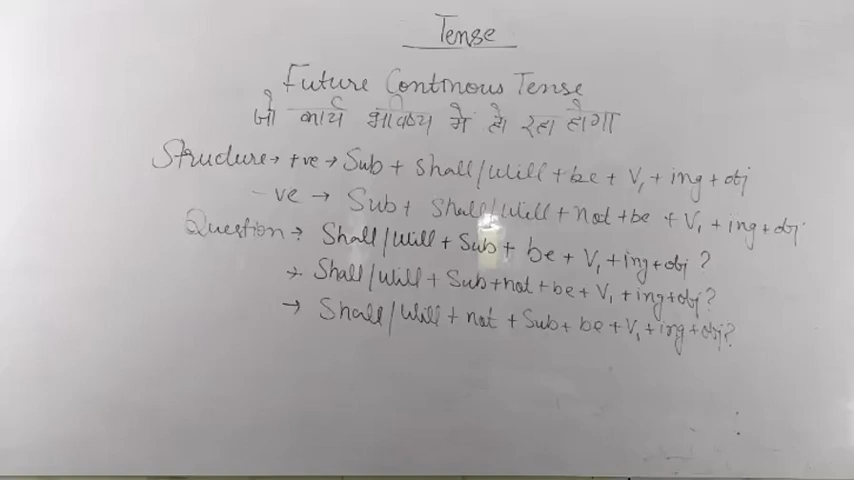 Tense
Future Continous Tense
जो कार्य भविष्य मे हो रहा होगा
Structure → +ve → Sub + Shall/Will + be + V₁ + ing + obj
-ve → Sub + Shall/Will + not + be + V₁ + ing + obj
Question → Shall/Will + Sub + be + V₁ + ing + obj ?
→ Shall/Will + Sub + not + be + V₁ + ing + obj ?
→ Shall/Will + not + Sub + be + V₁ + ing + obj ?